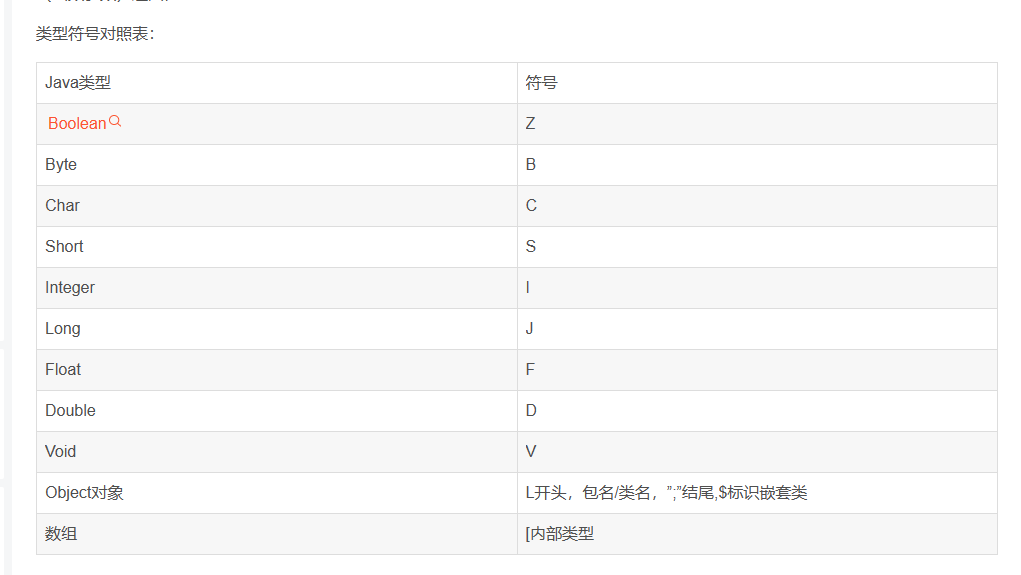 类型符号对照表：
Java类型 符号
Boolean Z
Byte B
Char C
Short S
Integer I
Long J
Float F
Double D
Void V
Object对象 L开头，包名/类名，”;”结尾,$标识嵌套类
数组 [内部类型